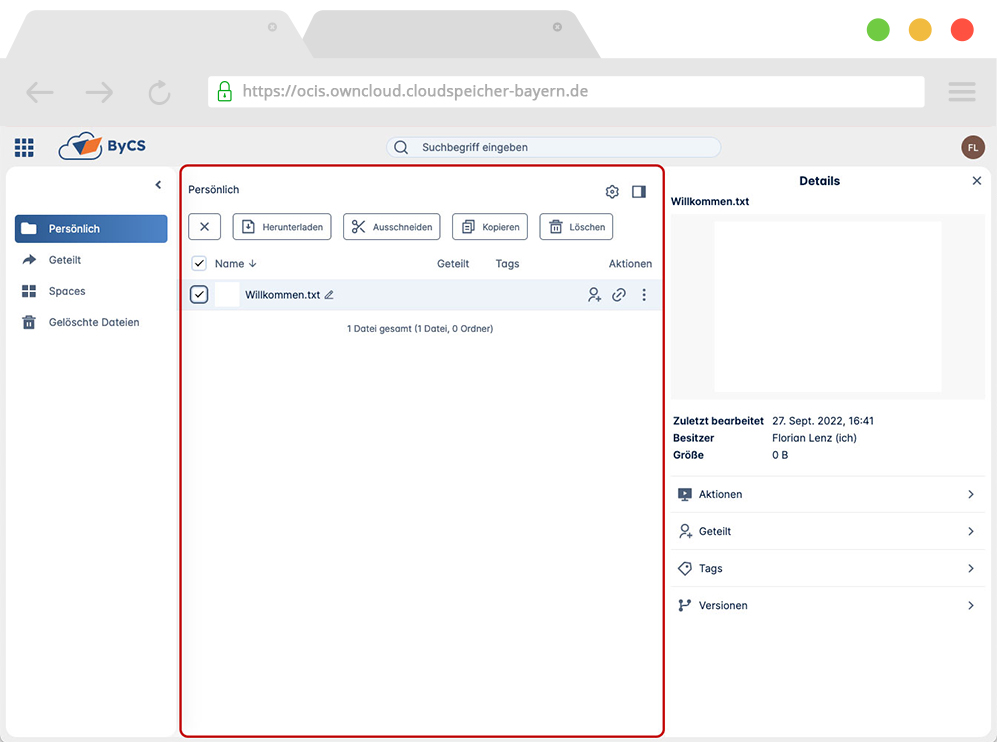 https://ocis.owncloud.cloudspeicher-bayern.de
ByCS
Suchbegriff eingeben
FL
Persönlich
Geteilt
Spaces
Gelöschte Dateien
Persönlich
Herunterladen Ausschneiden Kopieren Löschen
Name Geteilt Tags Aktionen
Willkommen.txt
1 Datei gesamt (1 Datei, 0 Ordner)
Details
Willkommen.txt
Zuletzt bearbeitet 27. Sept. 2022, 16:41
Besitzer Florian Lenz (ich)
Größe 0 B
Aktionen
Geteilt
Tags
Versionen